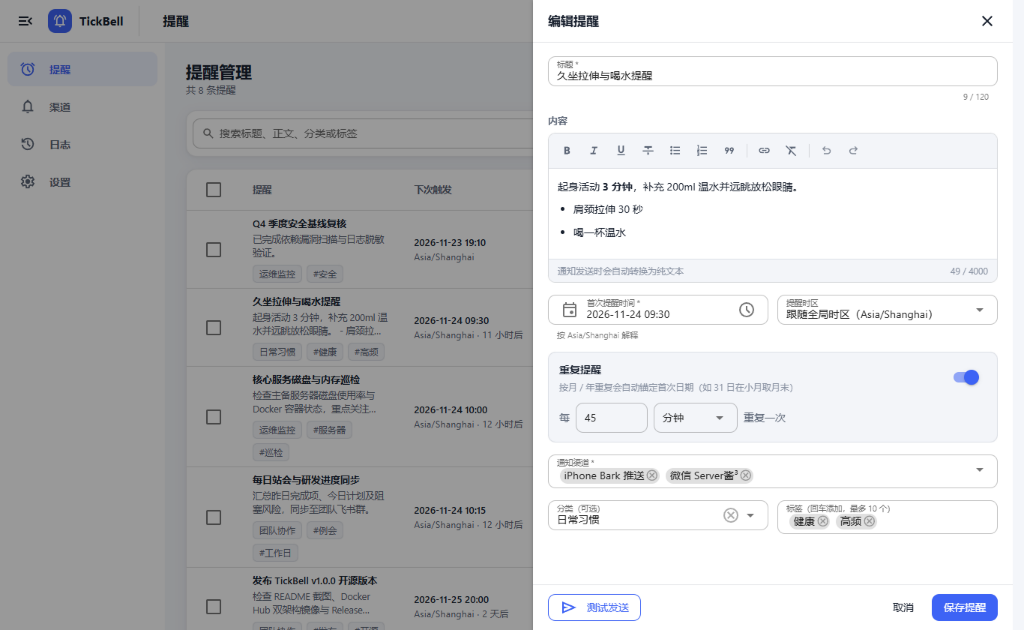 TickBell
提醒
提醒
渠道
日志
设置
提醒管理
共 8 条提醒
搜索标题、正文、分类或标签
提醒
下次触发
Q4 季度安全基线复核
已完成依赖漏洞扫描与日志脱敏
验证。
运维监控
#安全
2026-11-23 19:10
Asia/Shanghai
久坐拉伸与喝水提醒
起身活动 3 分钟，补充 200ml 温
水并远眺放松眼睛。 - 肩颈拉...
日常习惯
#健康
#高频
2026-11-24 09:30
Asia/Shanghai · 11 小时后
核心服务磁盘与内存巡检
检查主备服务器磁盘使用率与
Docker 容器状态，重点关注...
运维监控
#服务器
#巡检
2026-11-24 10:00
Asia/Shanghai · 12 小时后
每日站会与研发进度同步
汇总昨日完成项、今日计划及阻
塞风险，同步至团队飞书群。
团队协作
#例会
#工作日
2026-11-24 10:15
Asia/Shanghai · 12 小时后
发布 TickBell v1.0.0 开源版本
检查 README 截图、Docker
Hub 双架构镜像与 Release...
2026-11-25 20:00
Asia/Shanghai · 2 天后
编辑提醒
标题 *
久坐拉伸与喝水提醒
9 / 120
内容
B I U
起身活动 3 分钟，补充 200ml 温水并远眺放松眼睛。
• 肩颈拉伸 30 秒
• 喝一杯温水
通知发送时会自动转换为纯文本
49 / 4000
首次提醒时间 *
2026-11-24 09:30
按 Asia/Shanghai 解释
提醒时区
跟随全局时区（Asia/Shanghai）
重复提醒
按月 / 年重复会自动锚定首次日期（如 31 日在小月取月末）
每
45
分钟
重复一次
通知渠道 *
iPhone Bark 推送
微信 Server酱³
分类（可选）
日常习惯
标签（回车添加，最多 10 个）
健康
高频
测试发送
取消
保存提醒